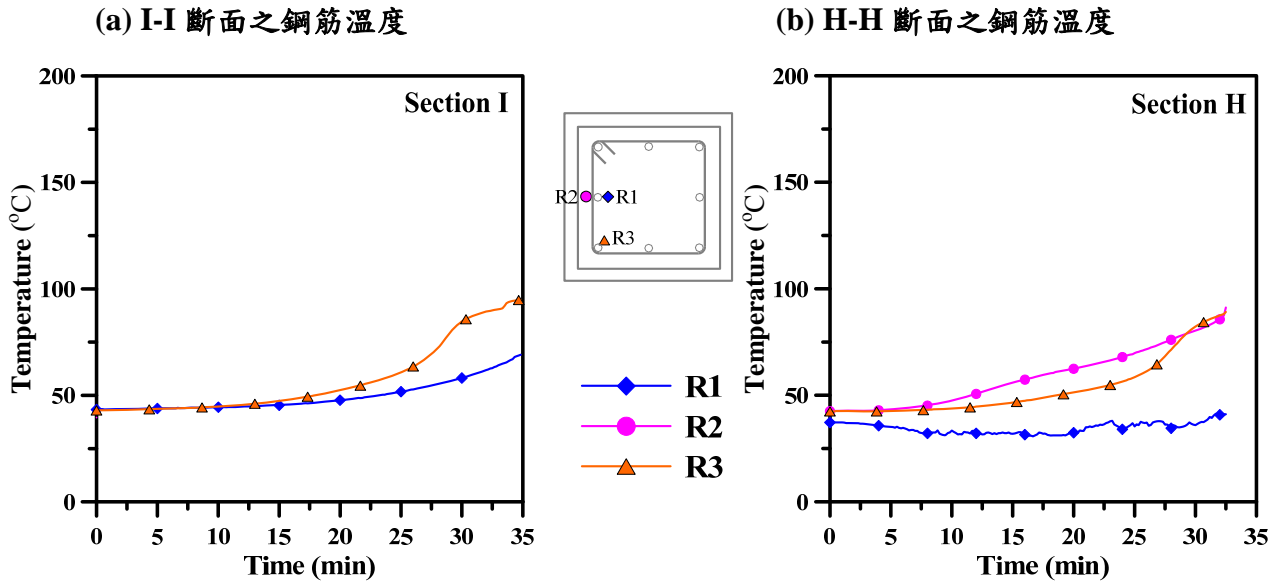 (a) I-I 斷面之鋼筋溫度
(b) H-H 斷面之鋼筋溫度
Section I
Temperature (°C)
200
150
100
50
0
0 5 10 15 20 25 30 35
Time (min)
R2
R1
R3
R1
R2
R3
Section H
Temperature (°C)
200
150
100
50
0
0 5 10 15 20 25 30 35
Time (min)